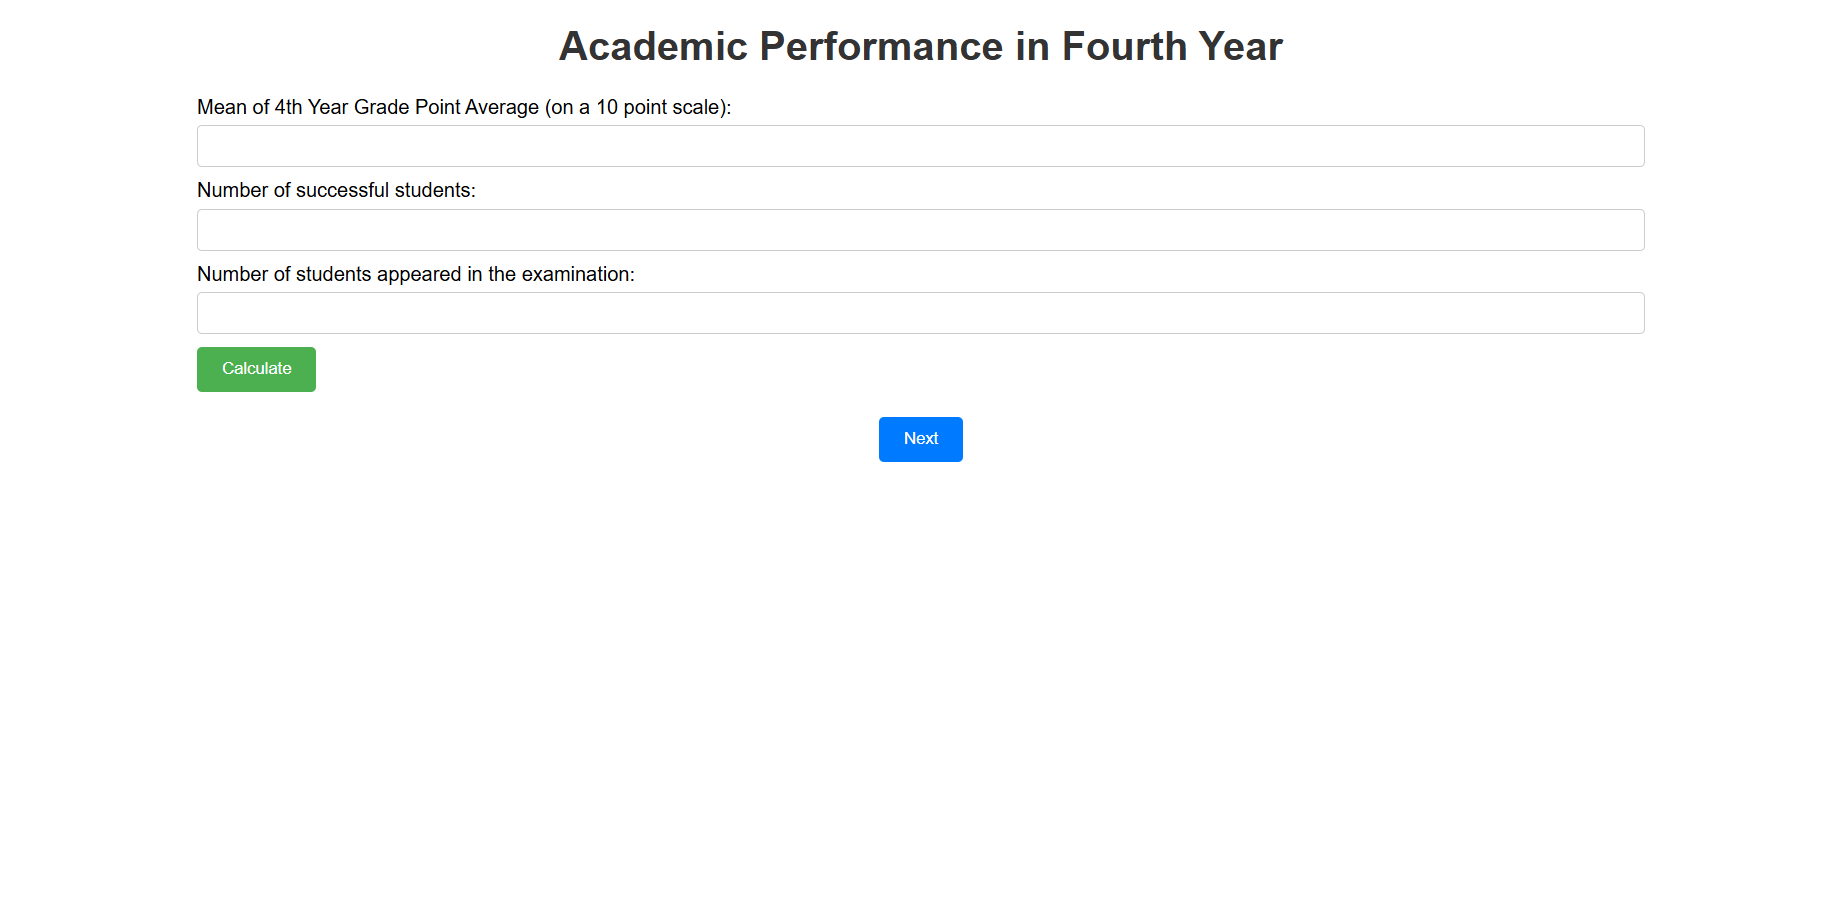 Academic Performance in Fourth Year
Mean of 4th Year Grade Point Average (on a 10 point scale):
Number of successful students:
Number of students appeared in the examination:
Calculate
Next